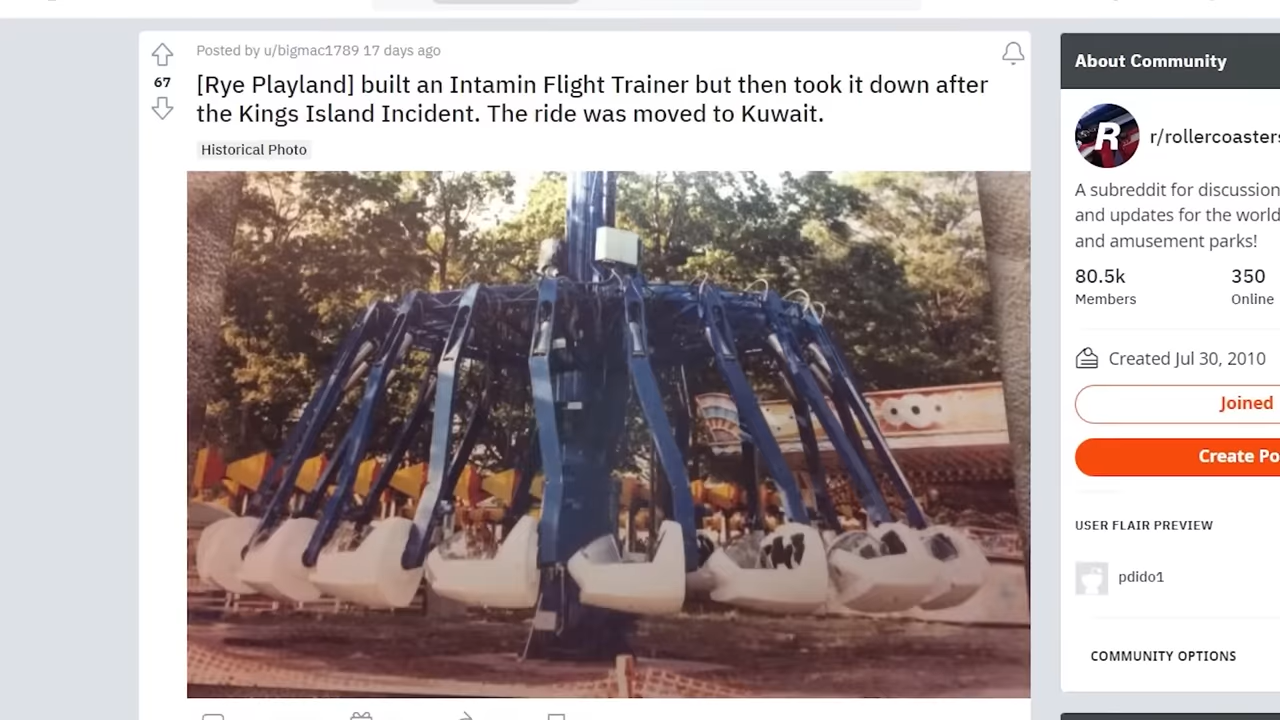 Posted by u/bigmac1789 17 days ago
67
[Rye Playland] built an Intamin Flight Trainer but then took it down after
the Kings Island Incident. The ride was moved to Kuwait.
Historical Photo
About Community
R
r/rollercoasters
A subreddit for discussion
and updates for the world
and amusement parks!
80.5k
350
Members
Online
Created Jul 30, 2010
Joined
Create Po
USER FLAIR PREVIEW
pdido1
COMMUNITY OPTIONS